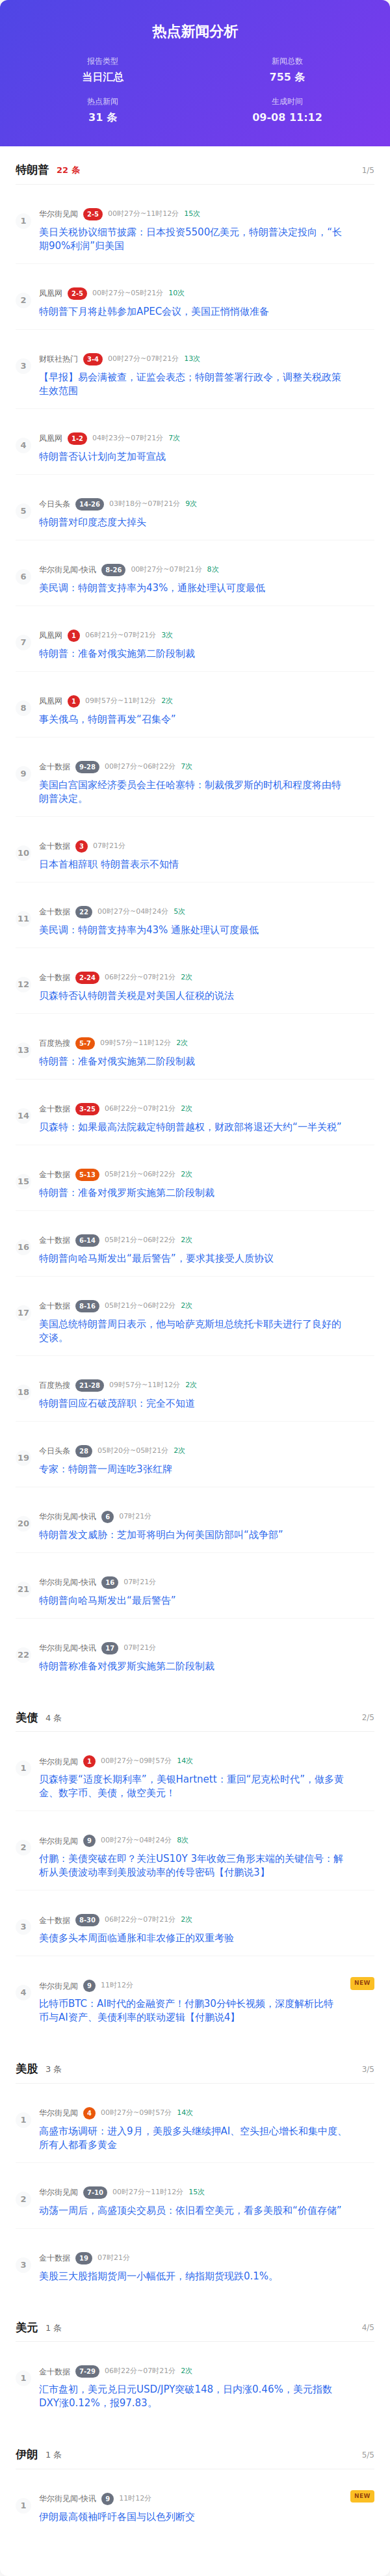 热点新闻分析
报告类型
当日汇总
新闻总数
755 条
热点新闻
31 条
生成时间
09-08 11:12
特朗普 22 条 1/5
1
华尔街见闻 2-5 00时27分~11时12分 15次
美日关税协议细节披露：日本投资5500亿美元，特朗普决定投向，“长
期90%利润”归美国
2
凤凰网 2-5 00时27分~05时21分 10次
特朗普下月将赴韩参加APEC会议，美国正悄悄做准备
3
财联社热门 3-4 00时27分~07时21分 13次
【早报】易会满被查，证监会表态；特朗普签署行政令，调整关税政策
生效范围
4
凤凰网 1-2 04时23分~07时21分 7次
特朗普否认计划向芝加哥宣战
5
今日头条 14-26 03时18分~07时21分 9次
特朗普对印度态度大掉头
6
华尔街见闻-快讯 8-26 00时27分~07时21分 8次
美民调：特朗普支持率为43%，通胀处理认可度最低
7
凤凰网 1 06时21分~07时21分 3次
特朗普：准备对俄实施第二阶段制裁
8
凤凰网 1 09时57分~11时12分 2次
事关俄乌，特朗普再发“召集令”
9
金十数据 9-28 00时27分~06时22分 7次
美国白宫国家经济委员会主任哈塞特：制裁俄罗斯的时机和程度将由特
朗普决定。
10
金十数据 3 07时21分
日本首相辞职 特朗普表示不知情
11
金十数据 22 00时27分~04时24分 5次
美民调：特朗普支持率为43% 通胀处理认可度最低
12
金十数据 2-24 06时22分~07时21分 2次
贝森特否认特朗普关税是对美国人征税的说法
13
百度热搜 5-7 09时57分~11时12分 2次
特朗普：准备对俄实施第二阶段制裁
14
金十数据 3-25 06时22分~07时21分 2次
贝森特：如果最高法院裁定特朗普越权，财政部将退还大约“一半关税”
15
金十数据 5-13 05时21分~06时22分 2次
特朗普：准备对俄罗斯实施第二阶段制裁
16
金十数据 6-14 05时21分~06时22分 2次
特朗普向哈马斯发出“最后警告”，要求其接受人质协议
17
金十数据 8-16 05时21分~06时22分 2次
美国总统特朗普周日表示，他与哈萨克斯坦总统托卡耶夫进行了良好的
交谈。
18
百度热搜 21-28 09时57分~11时12分 2次
特朗普回应石破茂辞职：完全不知道
19
今日头条 28 05时20分~05时21分 2次
专家：特朗普一周连吃3张红牌
20
华尔街见闻-快讯 6 07时21分
特朗普发文威胁：芝加哥将明白为何美国防部叫“战争部”
21
华尔街见闻-快讯 16 07时21分
特朗普向哈马斯发出“最后警告”
22
华尔街见闻-快讯 17 07时21分
特朗普称准备对俄罗斯实施第二阶段制裁
美债 4 条 2/5
1
华尔街见闻 1 00时27分~09时57分 14次
贝森特要“适度长期利率”，美银Hartnett：重回“尼克松时代”，做多黄
金、数字币、美债，做空美元！
2
华尔街见闻 9 00时27分~04时24分 8次
付鹏：美债突破在即？关注US10Y 3年收敛三角形末端的关键信号：解
析从美债波动率到美股波动率的传导密码【付鹏说3】
3
金十数据 8-30 06时22分~07时21分 2次
美债多头本周面临通胀和非农修正的双重考验
4
华尔街见闻 9 11时12分 NEW
比特币BTC：AI时代的金融资产！付鹏30分钟长视频，深度解析比特
币与AI资产、美债利率的联动逻辑【付鹏说4】
美股 3 条 3/5
1
华尔街见闻 4 00时27分~09时57分 14次
高盛市场调研：进入9月，美股多头继续押AI、空头担心增长和集中度、
所有人都看多黄金
2
华尔街见闻 7-10 00时27分~11时12分 15次
动荡一周后，高盛顶尖交易员：依旧看空美元，看多美股和“价值存储”
3
金十数据 19 07时21分
美股三大股指期货周一小幅低开，纳指期货现跌0.1%。
美元 1 条 4/5
1
金十数据 7-29 06时22分~07时21分 2次
汇市盘初，美元兑日元USD/JPY突破148，日内涨0.46%，美元指数
DXY涨0.12%，报97.83。
伊朗 1 条 5/5
1
华尔街见闻-快讯 9 11时12分 NEW
伊朗最高领袖呼吁各国与以色列断交